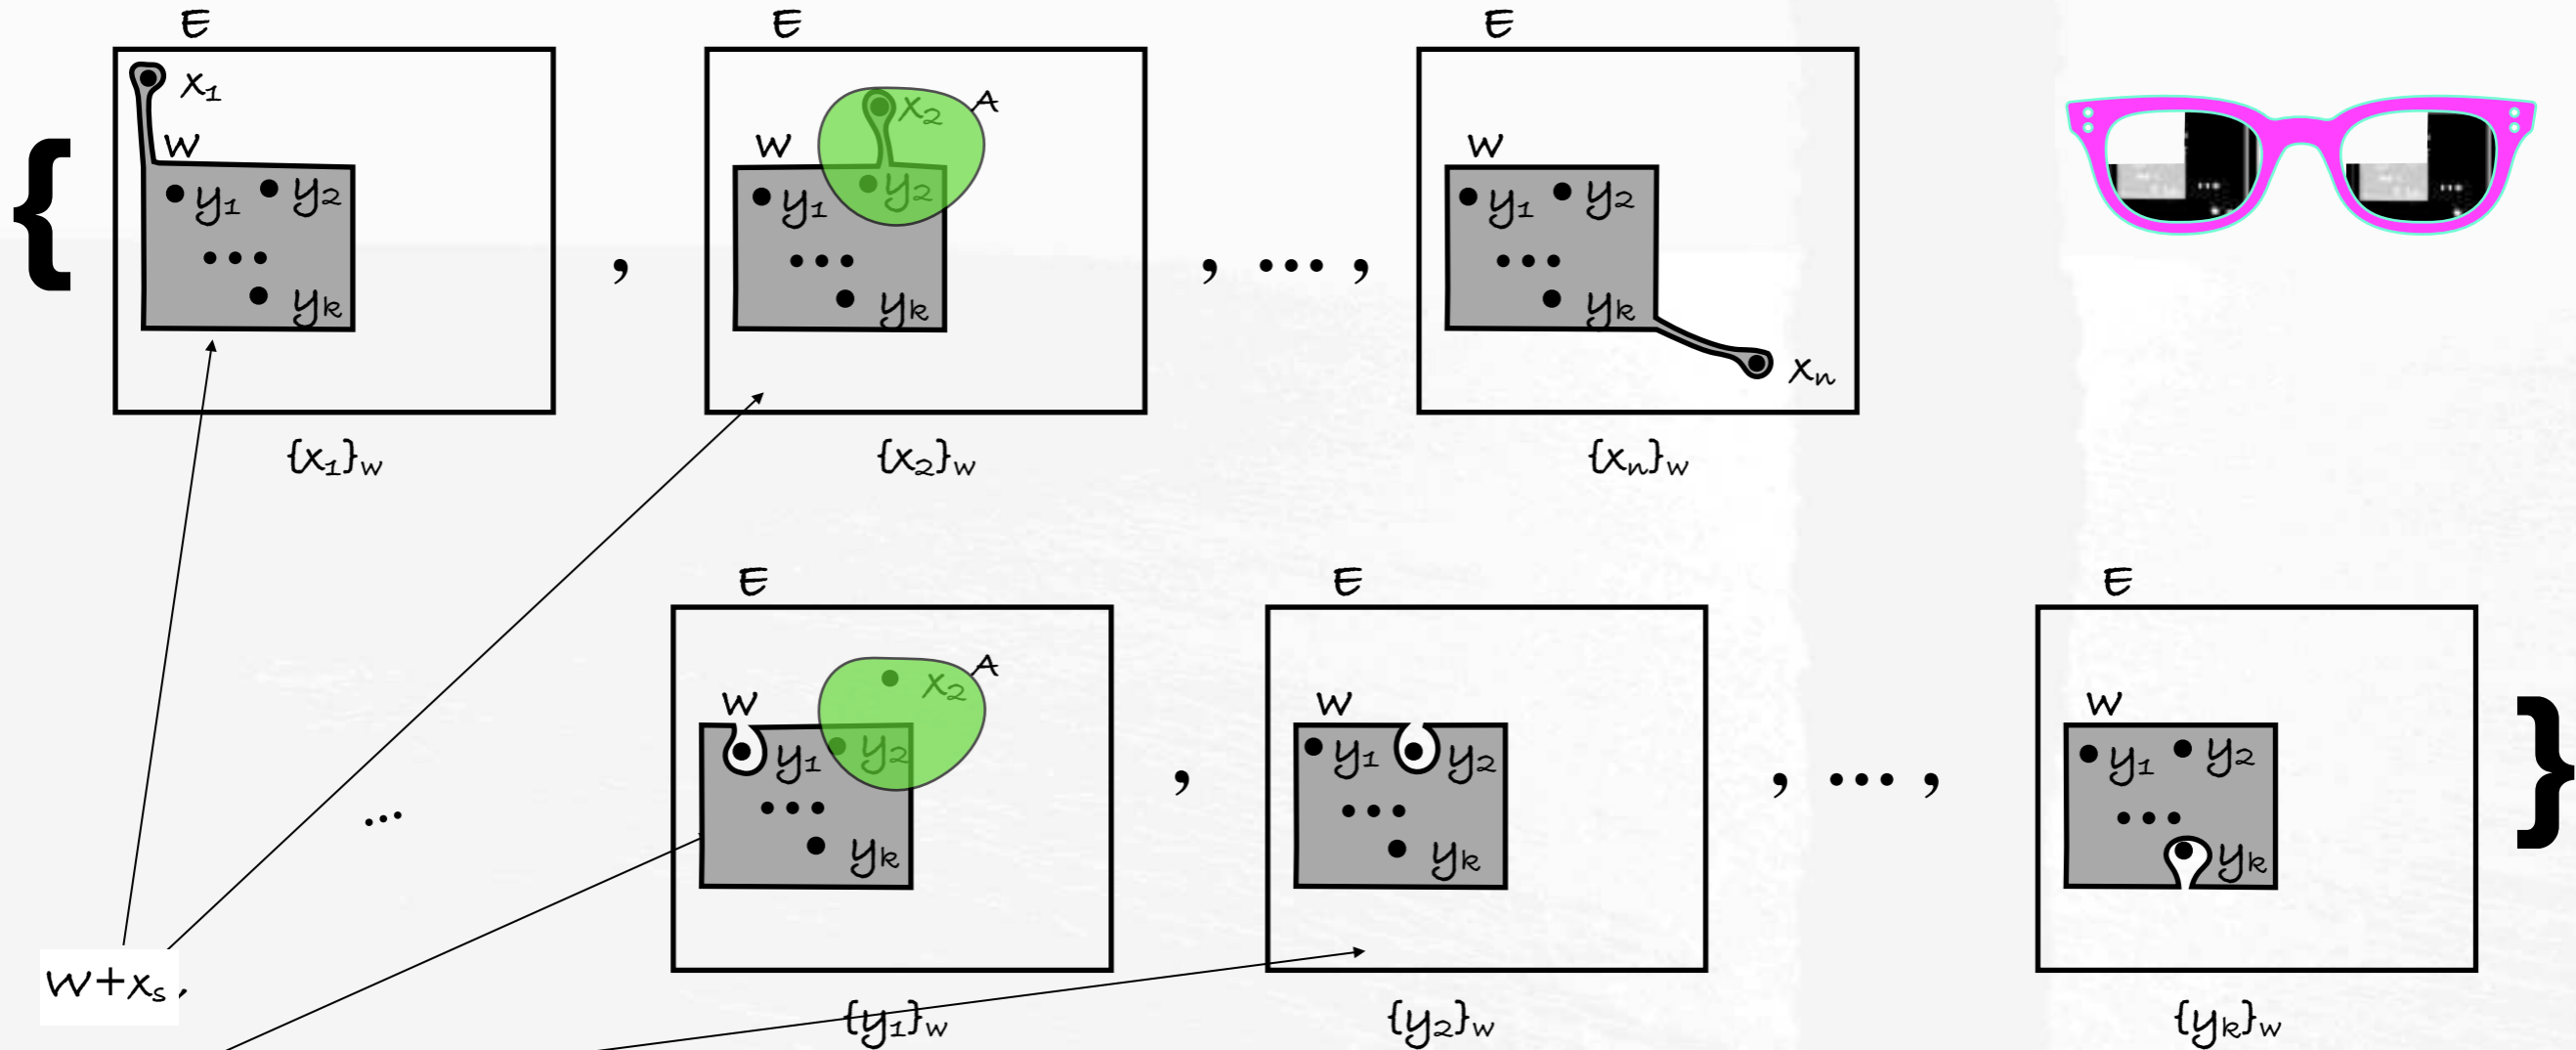 E E E
{ x₁ W y₁ y₂ ... yₖ , x₂ A W y₁ y₂ ... yₖ , ... , W y₁ y₂ ... yₖ xₙ
{x₁}w {x₂}w {xₙ}w
E E E
W y₁ y₂ ... yₖ x₂ A , W y₁ y₂ ... yₖ , ... , W y₁ y₂ ... yₖ }
...
W+xₛ,
{y₁}w {y₂}w {yₖ}w